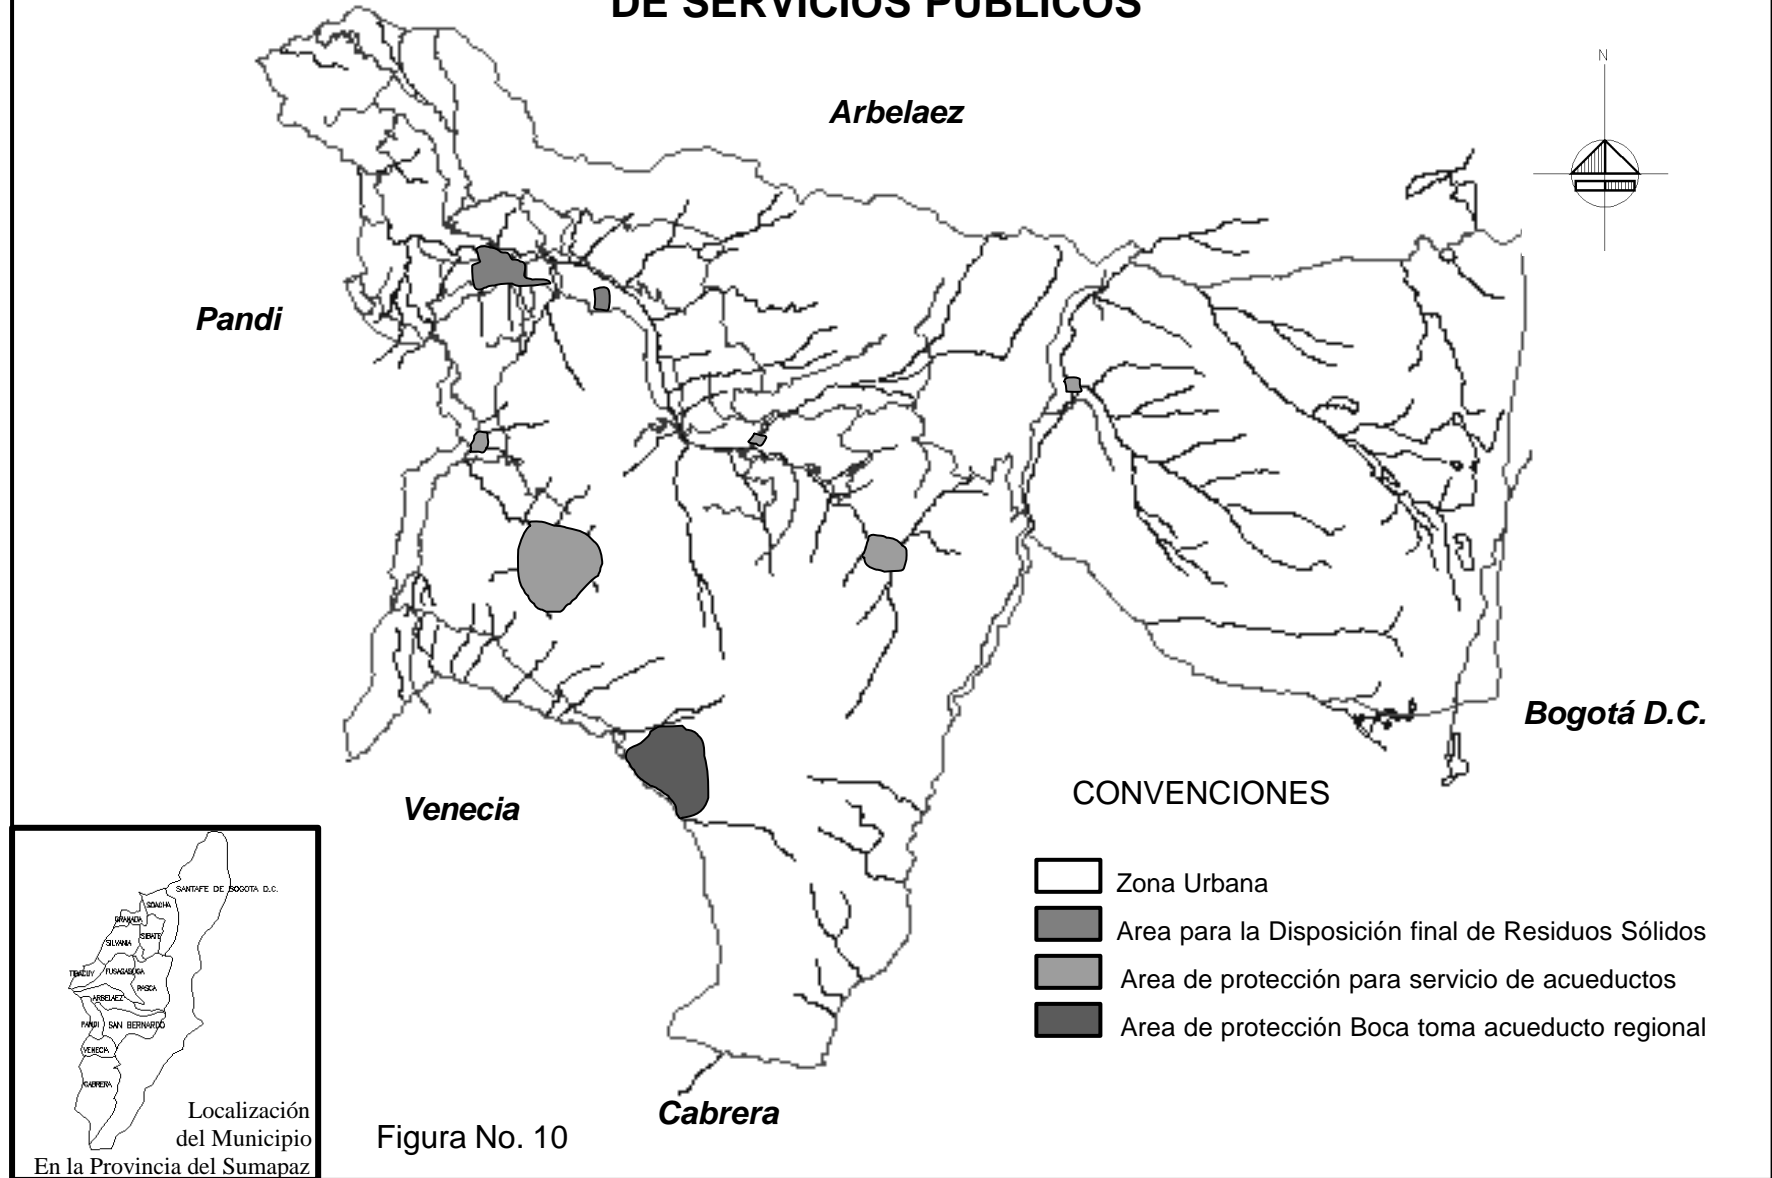 DE SERVICIOS PUBLICOS
N
Arbelaez
Pandi
Bogotá D.C.
Venecia
CONVENCIONES
Zona Urbana
Area para la Disposición final de Residuos Sólidos
Area de protección para servicio de acueductos
Area de protección Boca toma acueducto regional
SANTAFE DE BOGOTA D.C.
SOACHA
GRANADA
SIBATE
SILVANIA
TIBACUY
FUSAGASUGA
PASCA
ARBELAEZ
PANDI
SAN BERNARDO
VENECIA
CABRERA
Localización
del Municipio
En la Provincia del Sumapaz
Cabrera
Figura No. 10